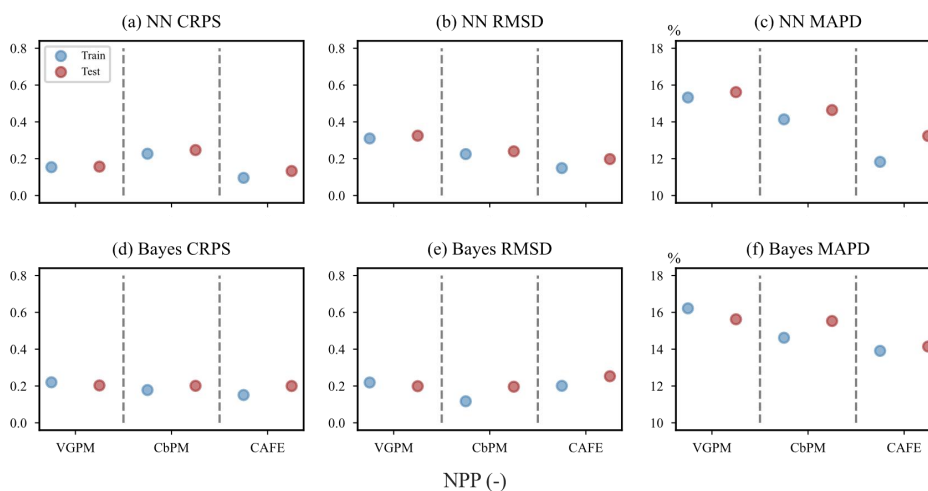 (a) NN CRPS
(b) NN RMSD
(c) NN MAPD
%
0.8
0.6
0.4
0.2
0.0
Train
Test
0.8
0.6
0.4
0.2
0.0
18
16
14
12
10
(d) Bayes CRPS
(e) Bayes RMSD
(f) Bayes MAPD
%
0.8
0.6
0.4
0.2
0.0
VGPM CbPM CAFE
0.8
0.6
0.4
0.2
0.0
VGPM CbPM CAFE
18
16
14
12
10
VGPM CbPM CAFE
NPP (-)